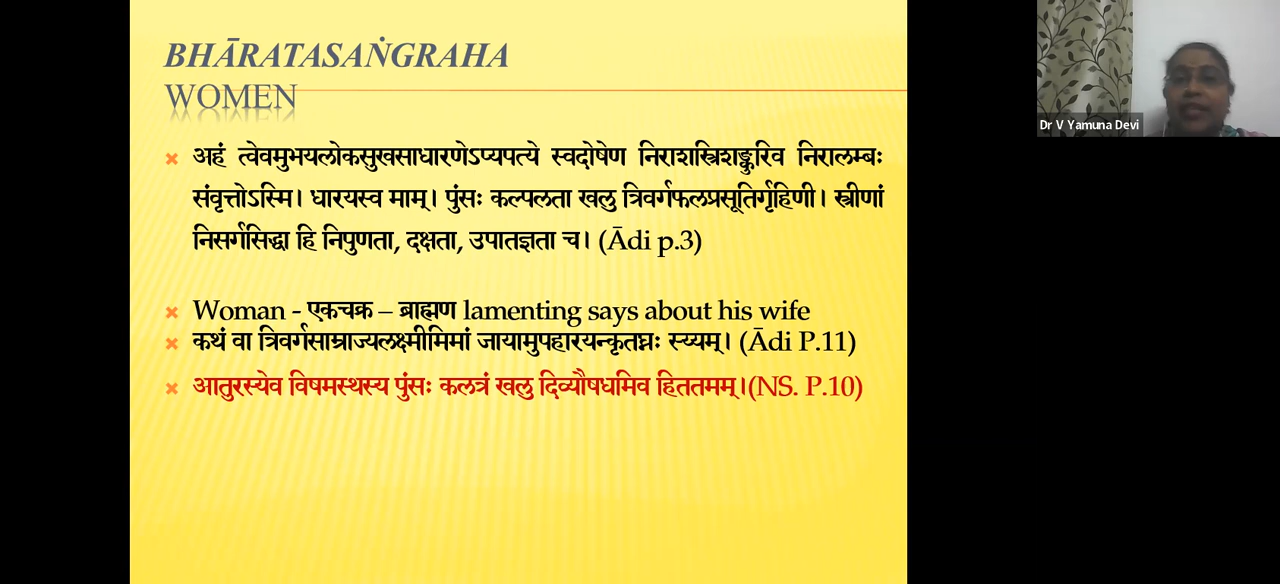 BHĀRATASAṄGRAHA
WOMEN
अहं त्वेवमुभयलोकसुखसाधारणेऽप्यपत्ये स्वदोषेण निराशास्त्रिशङ्कुरिव निरालम्बः
संवृत्तोऽस्मि। धारयस्व माम्। पुंसः कल्पलता खलु त्रिवर्गफलप्रसूतिर्गृहिणी। स्त्रीणां
निसर्गसिद्धा हि निपुणता, दक्षता, उपातज्ञता च। (Ādi p.3)
Woman - एकचक्र – ब्राह्मण lamenting says about his wife
कथं वा त्रिवर्गसाम्राज्यलक्ष्मीमिमां जायामुपहारयन्कृतघ्नः स्य्यम्। (Ādi P.11)
आतुरस्येव विषमस्थस्य पुंसः कलत्रं खलु दिव्यौषधमिव हिततमम्।(NS. P.10)
Dr V Yamuna Devi